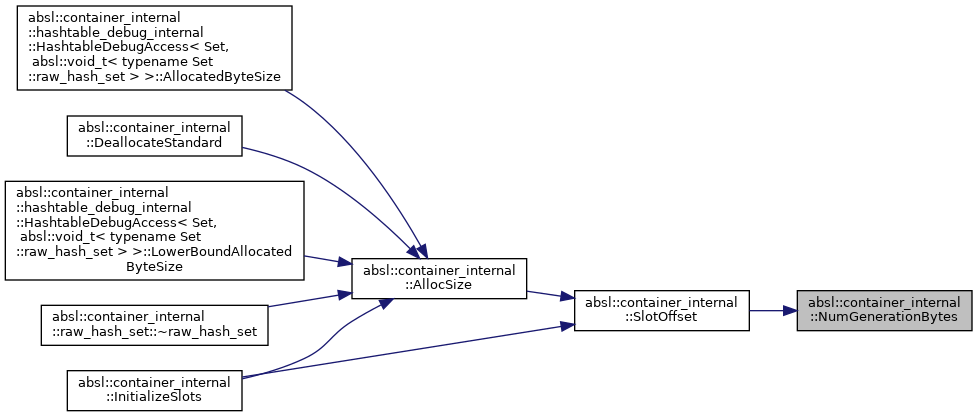 absl::container_internal
::hashtable_debug_internal
::HashtableDebugAccess< Set,
absl::void_t< typename Set
::raw_hash_set > >::AllocatedByteSize
absl::container_internal
::DeallocateStandard
absl::container_internal
::hashtable_debug_internal
::HashtableDebugAccess< Set,
absl::void_t< typename Set
::raw_hash_set > >::LowerBoundAllocated
ByteSize
absl::container_internal
::raw_hash_set::~raw_hash_set
absl::container_internal
::InitializeSlots
absl::container_internal
::AllocSize
absl::container_internal
::SlotOffset
absl::container_internal
::NumGenerationBytes